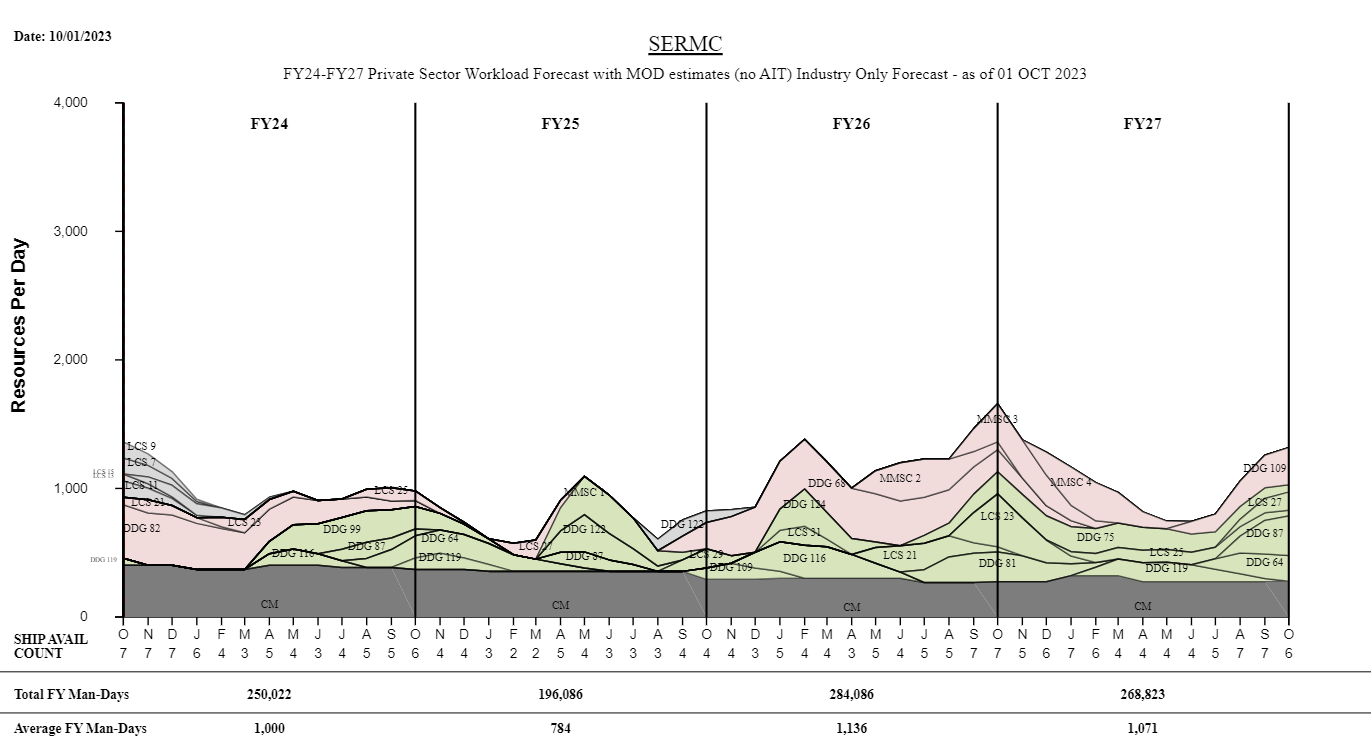 Date: 10/01/2023
SERMC
FY24-FY27 Private Sector Workload Forecast with MOD estimates (no AIT) Industry Only Forecast - as of 01 OCT 2023
4,000
FY24 FY25 FY26 FY27
3,000
Resources Per Day
2,000
MMSC 3
LCS 9
LCS 7
DDG 109
MMSC 2
DDG 68
MMSC 4
LCS 11
1,000
LCS 29
MMSC 1
LCS 21
DDG 124
LCS 27
LCS 23
DDG 82
LCS 25
DDG 99
DDG 122
DDG 122
LCS 31
DDG 64
DDG 75
DDG 87
DDG 87
DDG 116
DDG 119
DDG 87
LCS 29
DDG 116
LCS 21
LCS 25
DDG 119
DDG 109
DDG 81
DDG 119
DDG 64
CM CM CM CM
0
O N D J F M A M J J A S O N D J F M A M J J A S O N D J F M A M J J A S O N D J F M A M J J A S O
SHIP AVAIL
COUNT
7 7 7 6 4 3 5 4 3 4 5 5 6 4 4 3 2 2 5 4 3 3 3 4 4 4 3 5 4 4 3 5 4 5 5 7 7 5 6 7 6 4 4 5 4 5 7 7 6
Total FY Man-Days 250,022 196,086 284,086 268,823
Average FY Man-Days 1,000 784 1,136 1,071